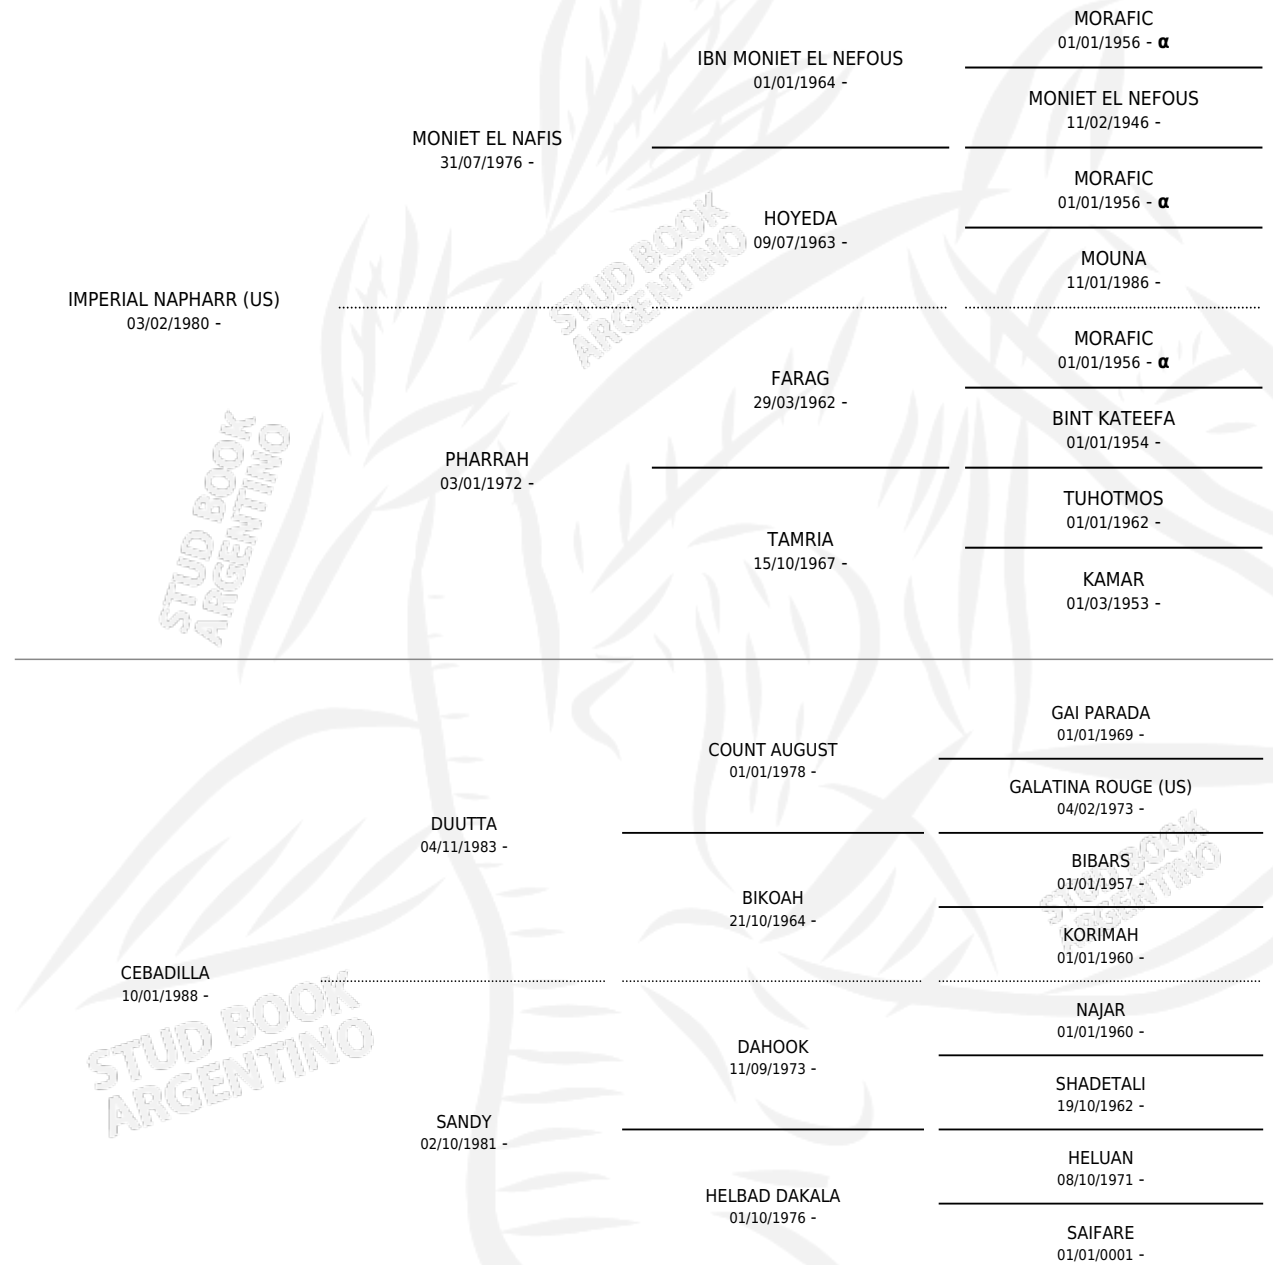 MORAFIC
01/01/1956 - α
IBN MONIET EL NEFOUS
01/01/1964 -
MONIET EL NEFOUS
11/02/1946 -
MONIET EL NAFIS
31/07/1976 -
MORAFIC
01/01/1956 - α
HOYEDA
09/07/1963 -
MOUNA
11/01/1986 -
IMPERIAL NAPHARR (US)
03/02/1980 -
MORAFIC
01/01/1956 - α
FARAG
29/03/1962 -
BINT KATEEFA
01/01/1954 -
PHARRAH
03/01/1972 -
TUHOTMOS
01/01/1962 -
TAMRIA
15/10/1967 -
KAMAR
01/03/1953 -
GAI PARADA
01/01/1969 -
COUNT AUGUST
01/01/1978 -
GALATINA ROUGE (US)
04/02/1973 -
DUUTTA
04/11/1983 -
BIBARS
01/01/1957 -
BIKOAH
21/10/1964 -
KORIMAH
01/01/1960 -
CEBADILLA
10/01/1988 -
NAJAR
01/01/1960 -
DAHOOK
11/09/1973 -
SHADETALI
19/10/1962 -
SANDY
02/10/1981 -
HELUAN
08/10/1971 -
HELBAD DAKALA
01/10/1976 -
SAIFARE
01/01/0001 -
STUD BOOK
ARGENTINO
STUD BOOK
ARGENTINO
STUD BOOK
ARGENTINO
STUD BOOK
ARGENTINO